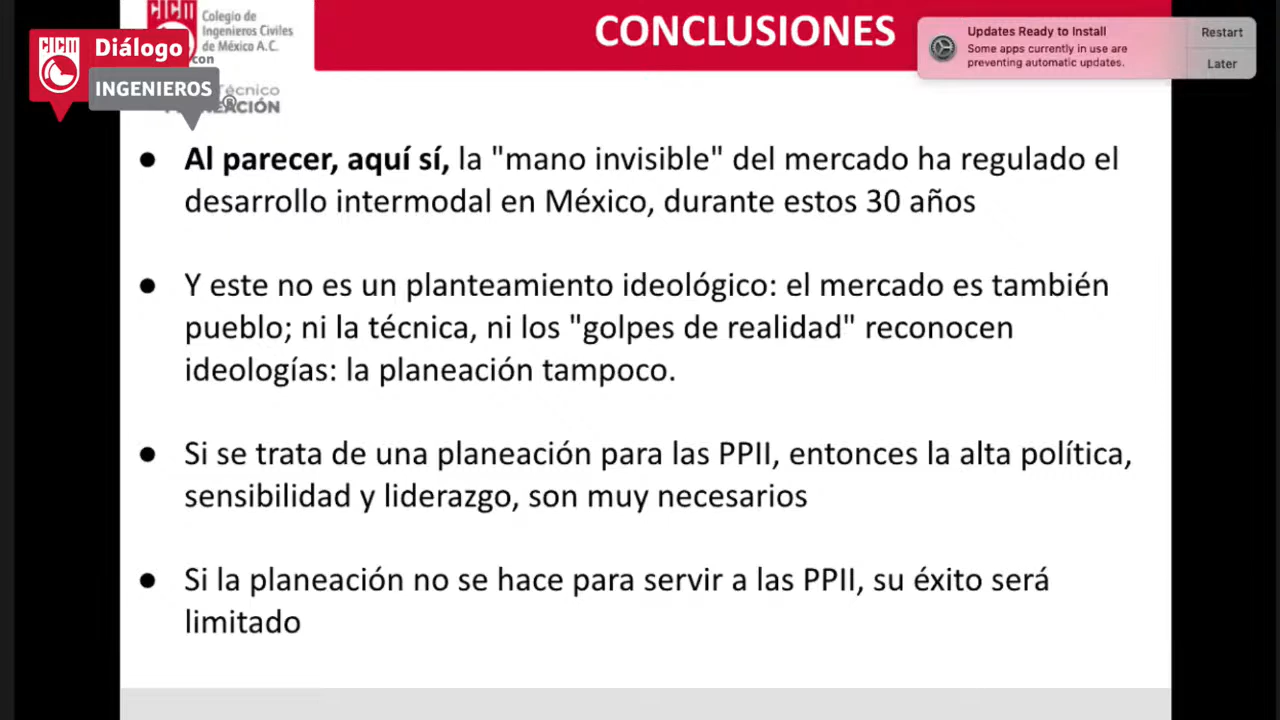 CICM
Colegio de
Ingenieros Civiles
de México A.C.
con
CICM
Diálogo
INGENIEROS
CONCLUSIONES
Updates Ready to Install
Some apps currently in use are
preventing automatic updates.
Restart
Later
● Al parecer, aquí sí, la "mano invisible" del mercado ha regulado el
desarrollo intermodal en México, durante estos 30 años
● Y este no es un planteamiento ideológico: el mercado es también
pueblo; ni la técnica, ni los "golpes de realidad" reconocen
ideologías: la planeación tampoco.
● Si se trata de una planeación para las PPII, entonces la alta política,
sensibilidad y liderazgo, son muy necesarios
● Si la planeación no se hace para servir a las PPII, su éxito será
limitado